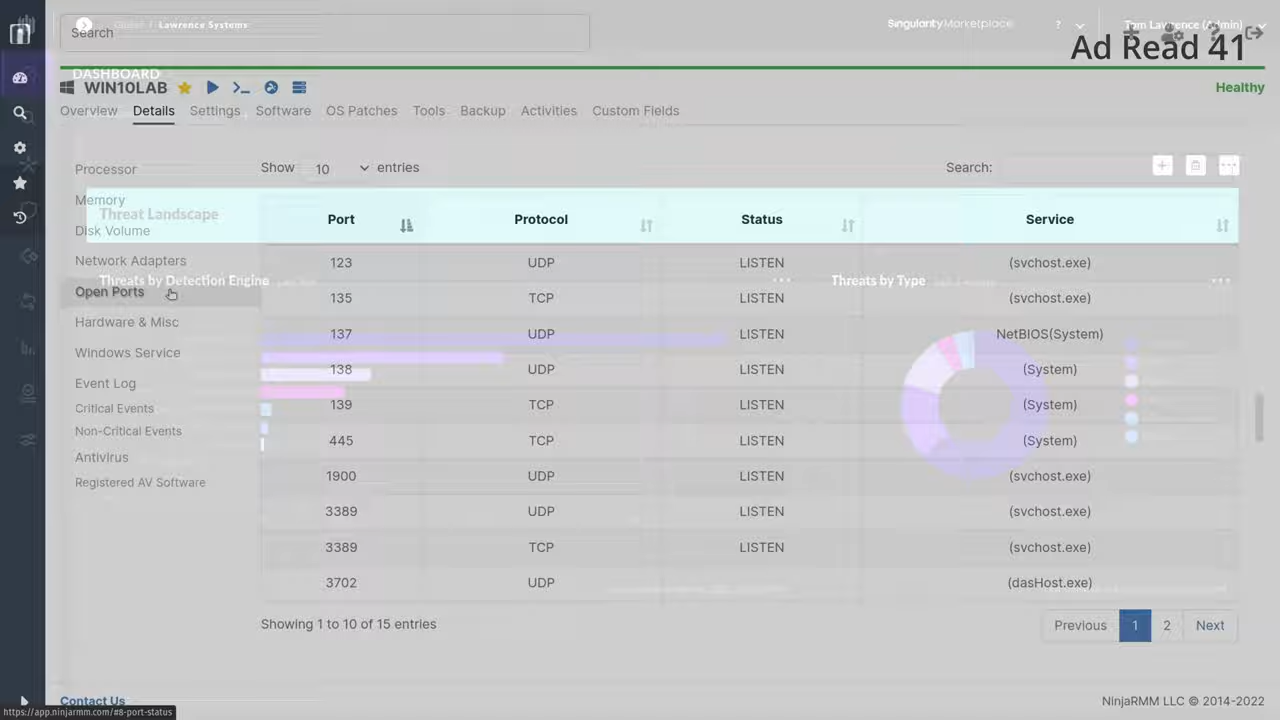 Global / Lawrence Systems
Singularity Marketplace ? Tom Lawrence (Admin)
Search
Ad Read 41
DASHBOARD
WIN10LAB
Healthy
Overview Details Settings Software OS Patches Tools Backup Activities Custom Fields
Processor
Memory
Disk Volume
Network Adapters
Open Ports
Hardware & Misc
Windows Service
Event Log
Critical Events
Non-Critical Events
Antivirus
Registered AV Software
Show 10 entries
Search:
Threat Landscape
Threats by Detection Engine
Threats by Type
Port Protocol Status Service
123 UDP LISTEN (svchost.exe)
135 TCP LISTEN (svchost.exe)
137 UDP LISTEN NetBIOS(System)
138 UDP LISTEN (System)
139 TCP LISTEN (System)
445 TCP LISTEN (System)
1900 UDP LISTEN (svchost.exe)
3389 UDP LISTEN (svchost.exe)
3389 TCP LISTEN (svchost.exe)
3702 UDP (dasHost.exe)
Showing 1 to 10 of 15 entries
Previous 1 2 Next
Contact Us
NinjaRMM LLC © 2014-2022
https://app.ninjarmm.com/#8-port-status